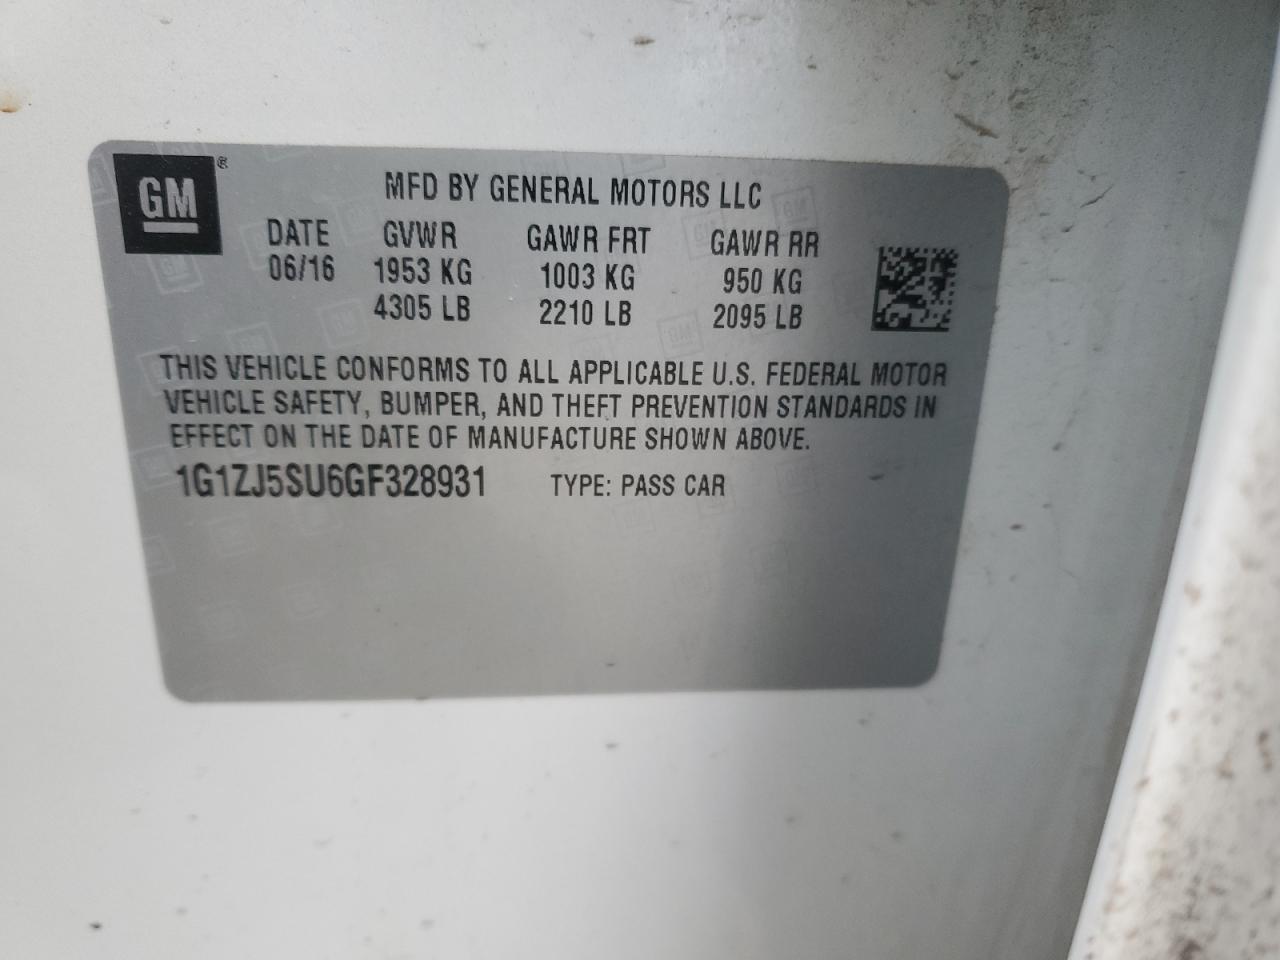 GM ®
MFD BY GENERAL MOTORS LLC
DATE GVWR GAWR FRT GAWR RR
06/16 1953 KG 1003 KG 950 KG
4305 LB 2210 LB 2095 LB
THIS VEHICLE CONFORMS TO ALL APPLICABLE U.S. FEDERAL MOTOR
VEHICLE SAFETY, BUMPER, AND THEFT PREVENTION STANDARDS IN
EFFECT ON THE DATE OF MANUFACTURE SHOWN ABOVE.
1G1ZJ5SU6GF328931 TYPE: PASS CAR